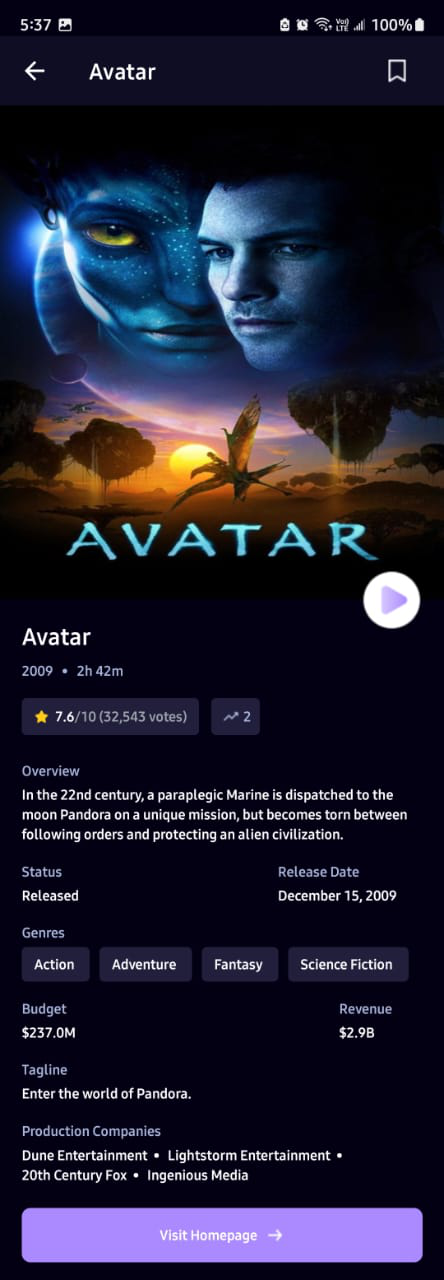 5:37 Vo) LTE 100%
Avatar
AVATAR
Avatar
2009 • 2h 42m
7.6/10 (32,543 votes) 2
Overview
In the 22nd century, a paraplegic Marine is dispatched to the
moon Pandora on a unique mission, but becomes torn between
following orders and protecting an alien civilization.
Status Release Date
Released December 15, 2009
Genres
Action Adventure Fantasy Science Fiction
Budget Revenue
$237.0M $2.9B
Tagline
Enter the world of Pandora.
Production Companies
Dune Entertainment • Lightstorm Entertainment •
20th Century Fox • Ingenious Media
Visit Homepage →